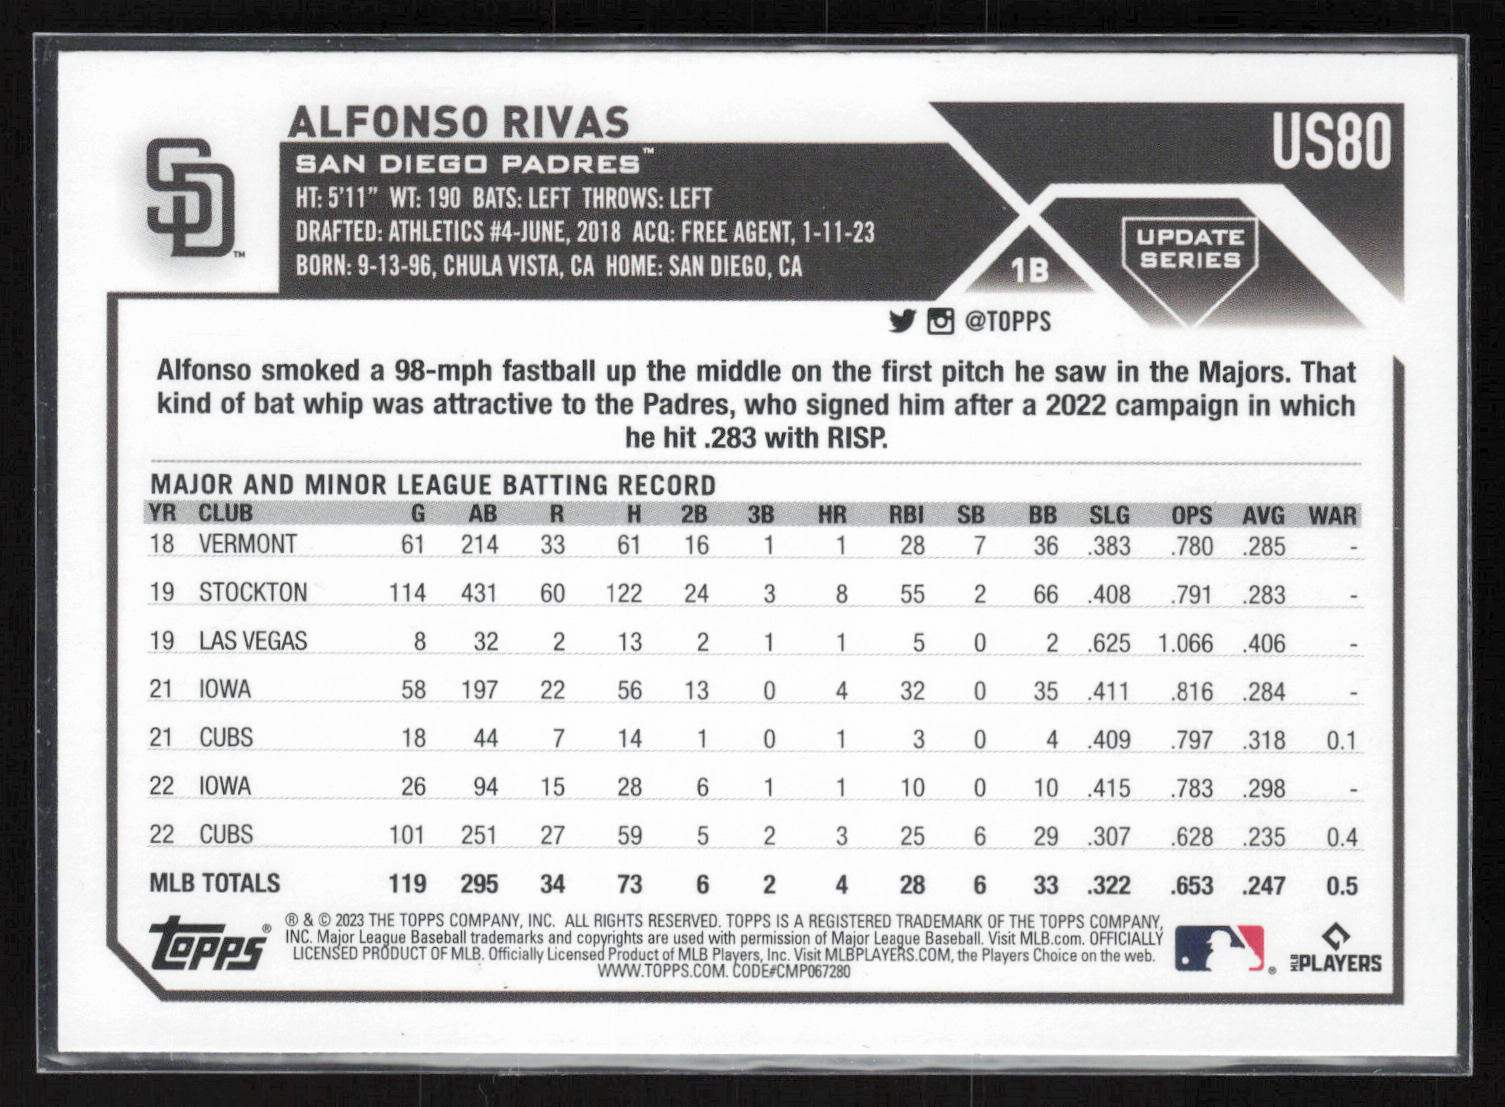 ALFONSO RIVAS
US80
SAN DIEGO PADRES™
HT: 5'11" WT: 190 BATS: LEFT THROWS: LEFT
DRAFTED: ATHLETICS #4-JUNE, 2018 ACQ: FREE AGENT, 1-11-23
BORN: 9-13-96, CHULA VISTA, CA HOME: SAN DIEGO, CA
SD™
1B
UPDATE
SERIES
@TOPPS
Alfonso smoked a 98-mph fastball up the middle on the first pitch he saw in the Majors. That
kind of bat whip was attractive to the Padres, who signed him after a 2022 campaign in which
he hit .283 with RISP.
MAJOR AND MINOR LEAGUE BATTING RECORD
YR CLUB G AB R H 2B 3B HR RBI SB BB SLG OPS AVG WAR
18 VERMONT 61 214 33 61 16 1 1 28 7 36 .383 .780 .285 -
19 STOCKTON 114 431 60 122 24 3 8 55 2 66 .408 .791 .283 -
19 LAS VEGAS 8 32 2 13 2 1 1 5 0 2 .625 1.066 .406 -
21 IOWA 58 197 22 56 13 0 4 32 0 35 .411 .816 .284 -
21 CUBS 18 44 7 14 1 0 1 3 0 4 .409 .797 .318 0.1
22 IOWA 26 94 15 28 6 1 1 10 0 10 .415 .783 .298 -
22 CUBS 101 251 27 59 5 2 3 25 6 29 .307 .628 .235 0.4
MLB TOTALS 119 295 34 73 6 2 4 28 6 33 .322 .653 .247 0.5
Topps®
® & © 2023 THE TOPPS COMPANY, INC. ALL RIGHTS RESERVED. TOPPS IS A REGISTERED TRADEMARK OF THE TOPPS COMPANY,
INC. Major League Baseball trademarks and copyrights are used with permission of Major League Baseball. Visit MLB.com. OFFICIALLY
LICENSED PRODUCT OF MLB. Officially Licensed Product of MLB Players, Inc. Visit MLBPLAYERS.COM, the Players Choice on the web.
WWW.TOPPS.COM. CODE#CMP067280
®
MLB PLAYERS